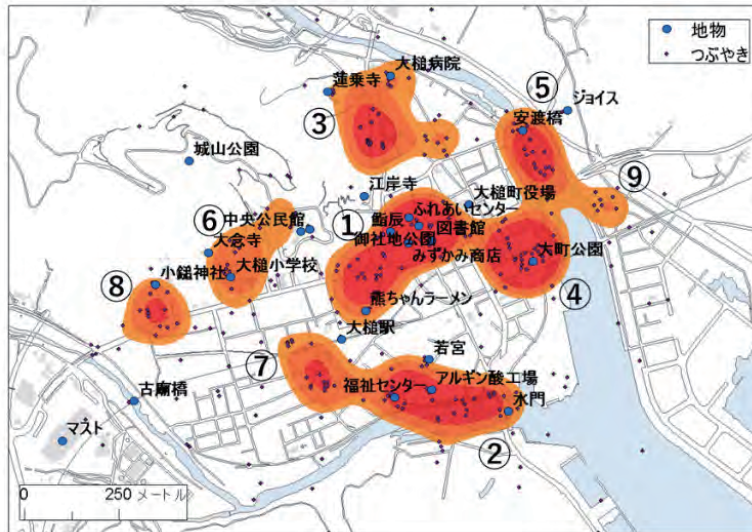 地物
つぶやき
大槌病院
蓮乗寺
⑤
ジョイス
③
安渡橋
城山公園
江岸寺
⑨
大槌町役場
⑥
中央公民館
①
鮨辰
ふれあいセンター
図書館
大念寺
御社地公園
みずかみ商店
大町公園
小鎚神社
大槌小学校
⑧
④
熊ちゃんラーメン
大槌駅
⑦
若宮
福祉センター
アルギン酸工場
古廟橋
水門
マスト
②
0
250 メートル